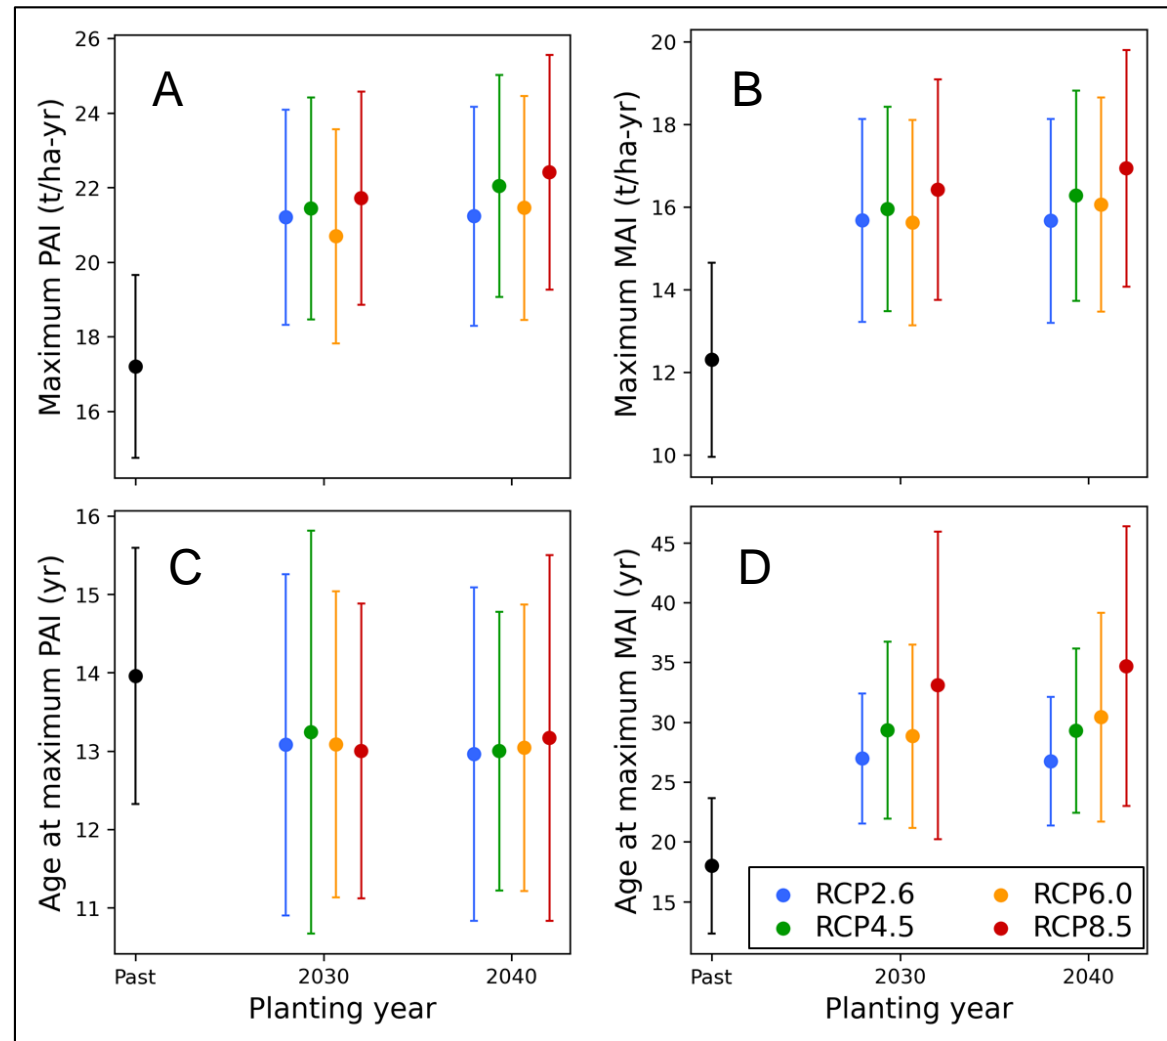 A
Maximum PAI (t/ha-yr)
26
24
22
20
18
16
B
Maximum MAI (t/ha-yr)
20
18
16
14
12
10
C
Age at maximum PAI (yr)
16
15
14
13
12
11
Past
2030
2040
Planting year
D
Age at maximum MAI (yr)
45
40
35
30
25
20
15
RCP2.6
RCP6.0
RCP4.5
RCP8.5
Past
2030
2040
Planting year